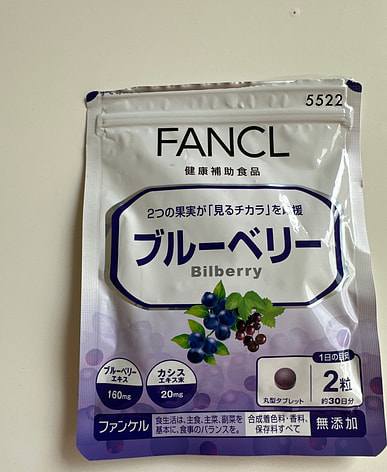 5522
FANCL
健康補助食品
2つの果実が「見るチカラ」を応援
ブルーベリー
Bilberry
ブルーベリー
エキス
160mg
カシス
エキス末
20mg
1日の目安
2粒
丸型タブレット
約30日分
ファンケル
食生活は、主食、主菜、副菜を
基本に、食事のバランスを。
合成着色料・香料、
保存料すべて
無添加